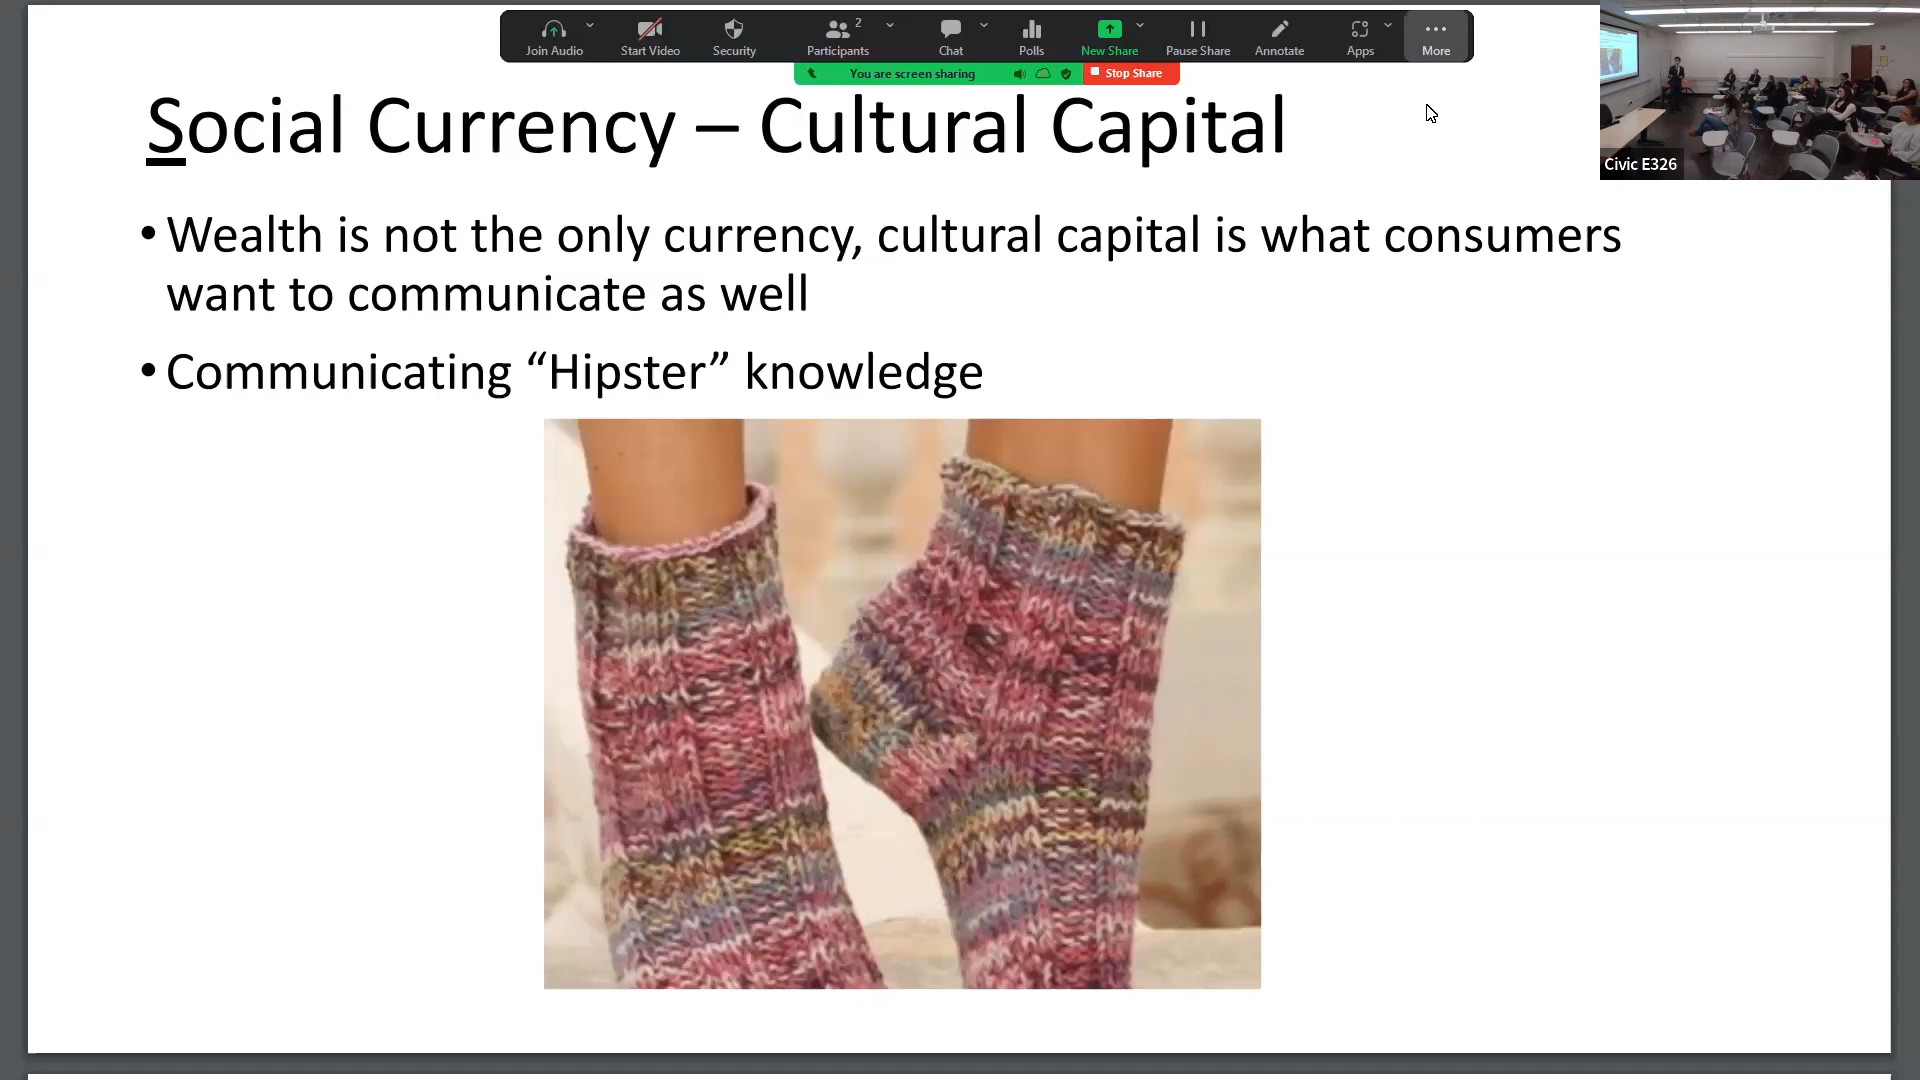 Join Audio
Start Video
Security
2
Participants
Chat
Polls
New Share
Pause Share
Annotate
Apps
More
You are screen sharing
Stop Share
Social Currency – Cultural Capital
Civic E326
• Wealth is not the only currency, cultural capital is what consumers
want to communicate as well
• Communicating “Hipster” knowledge